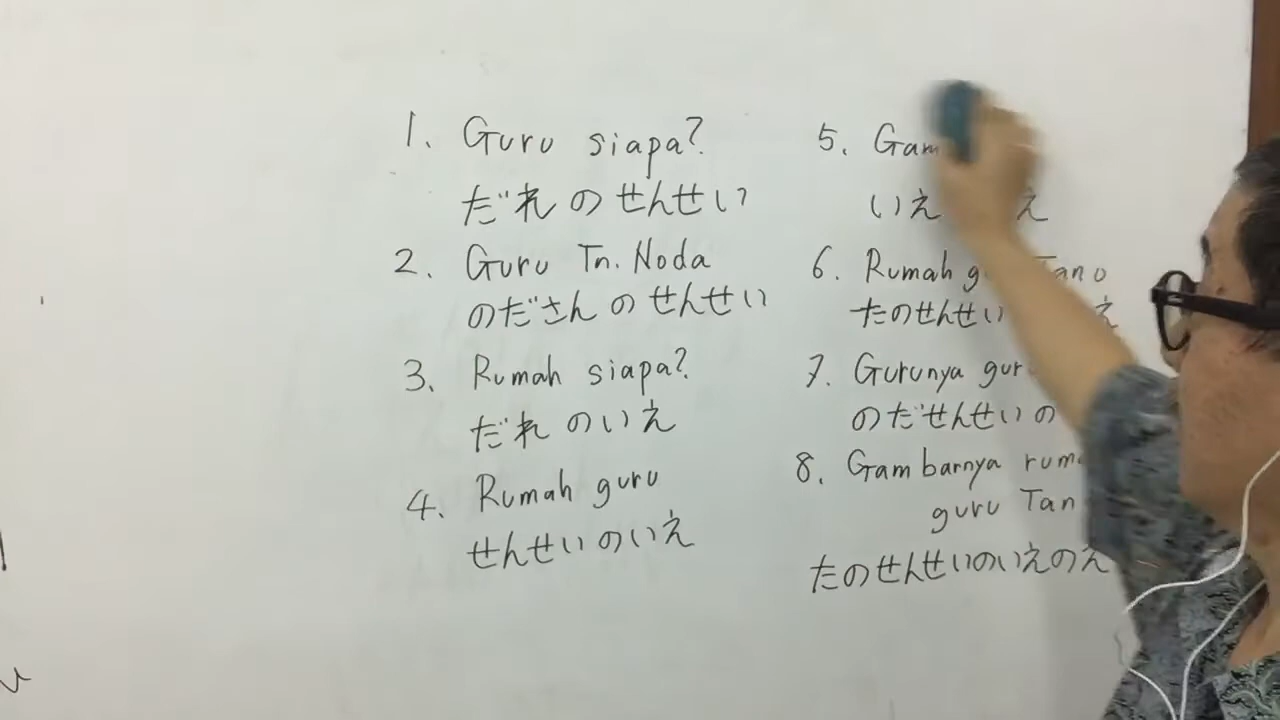 1. Guru siapa?
だれ の せんせい
2. Guru Tn. Noda
のださん の せんせい
3. Rumah siapa?
だれ のいえ
4. Rumah guru
せんせい のいえ
5. Gam
いえ え
6. Rumah g Tano
たのせんせい え
7. Gurunya gur
のだせんせい の
8. Gambarnya rum
guru Tan
たのせんせいのいえのえ